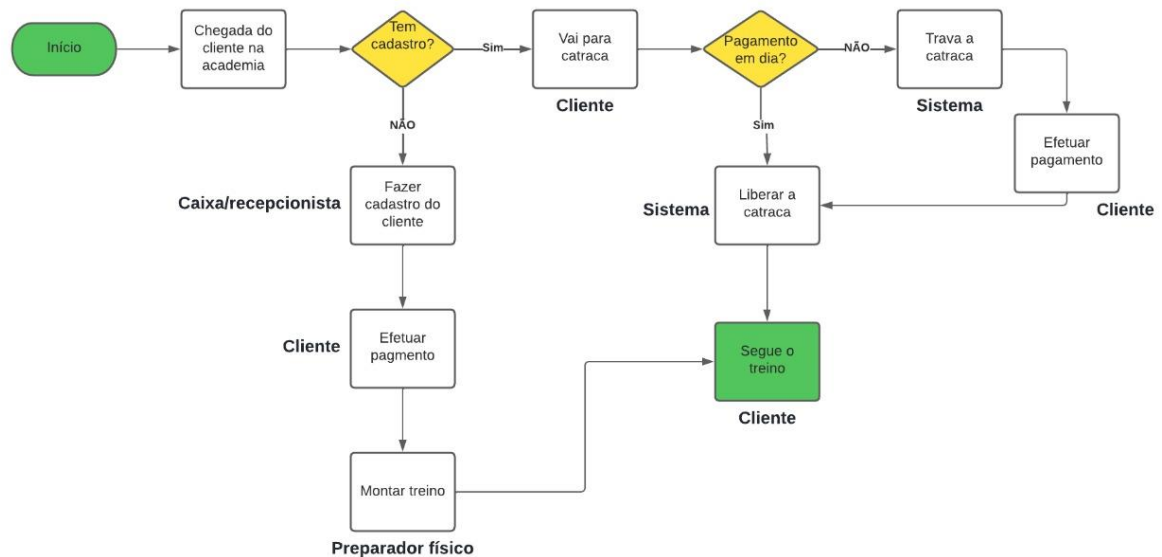 Início
Chegada do
cliente na
academia
Tem
cadastro?
Sim
Vai para
catraca
Cliente
Pagamento
em dia?
NÃO
Trava a
catraca
Sistema
Efetuar
pagamento
Cliente
NÃO
Sim
Caixa/recepcionista
Fazer
cadastro do
cliente
Sistema
Liberar a
catraca
Cliente
Efetuar
pagmento
Segue o
treino
Cliente
Montar treino
Preparador físico